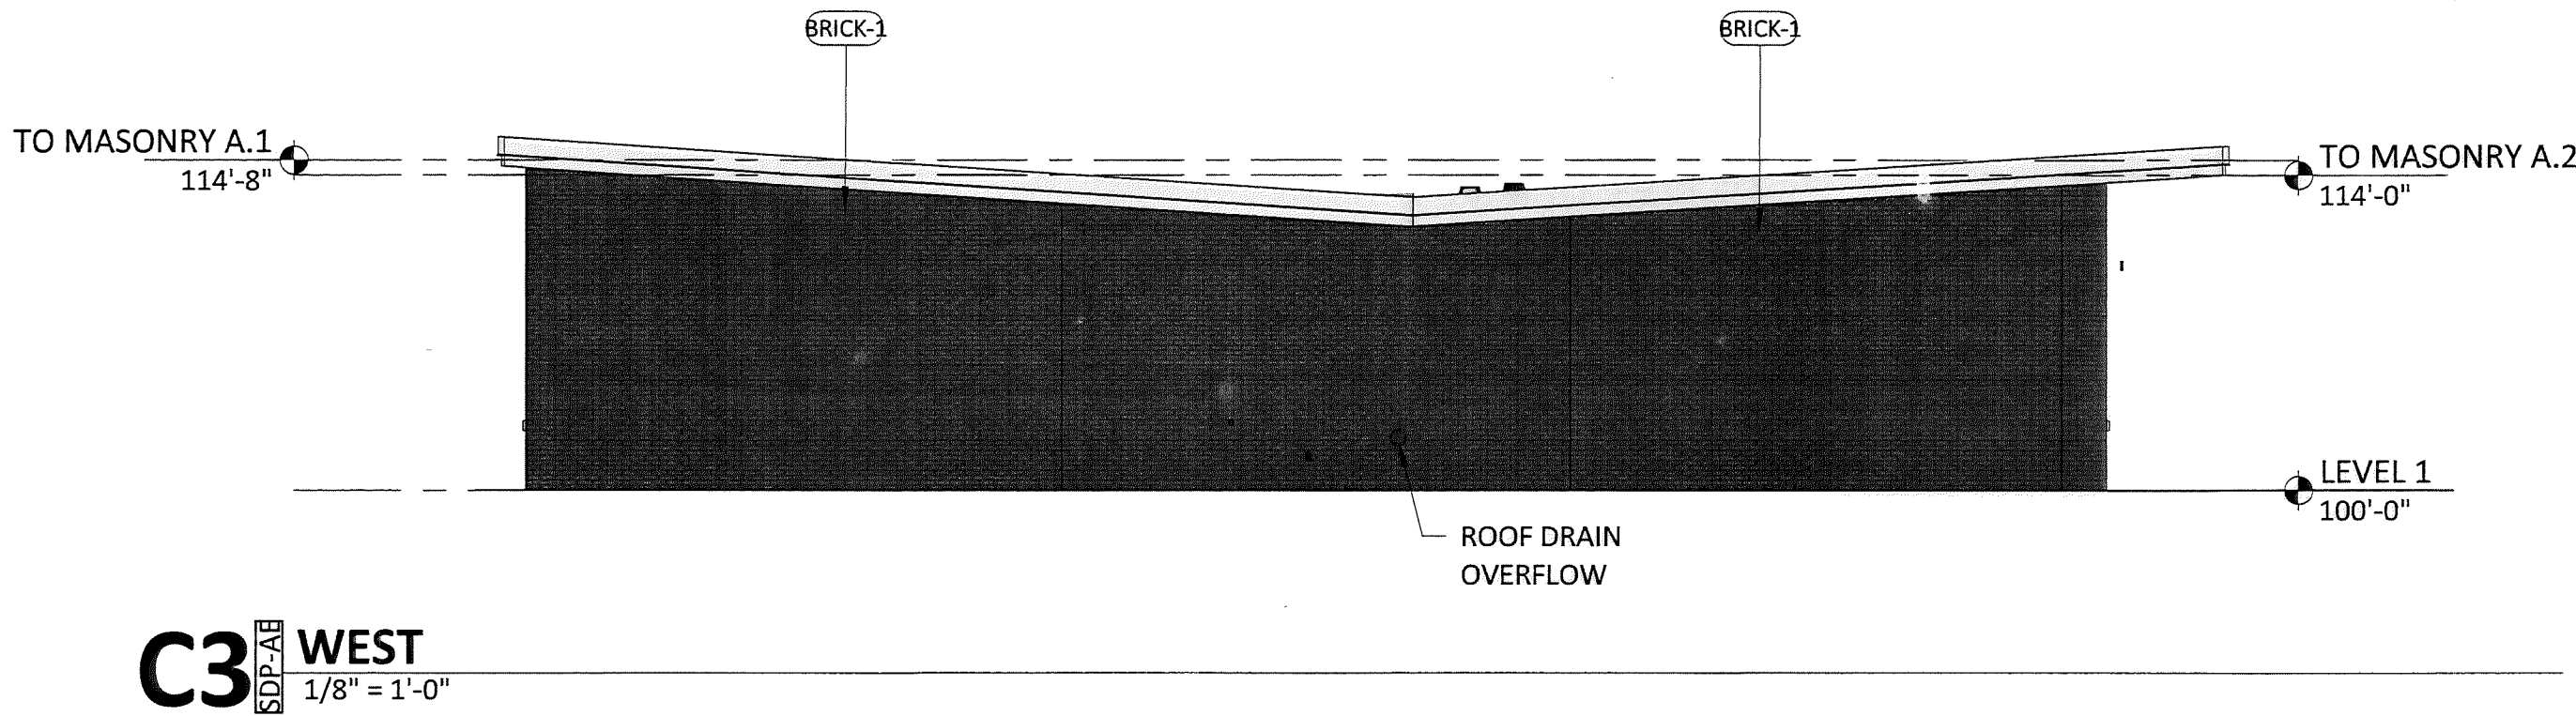 BRICK-1
BRICK-1
TO MASONRY A.1
114'-8"
TO MASONRY A.2
114'-0"
LEVEL 1
100'-0"
ROOF DRAIN
OVERFLOW
C3
SDP-AE
WEST
1/8" = 1'-0"